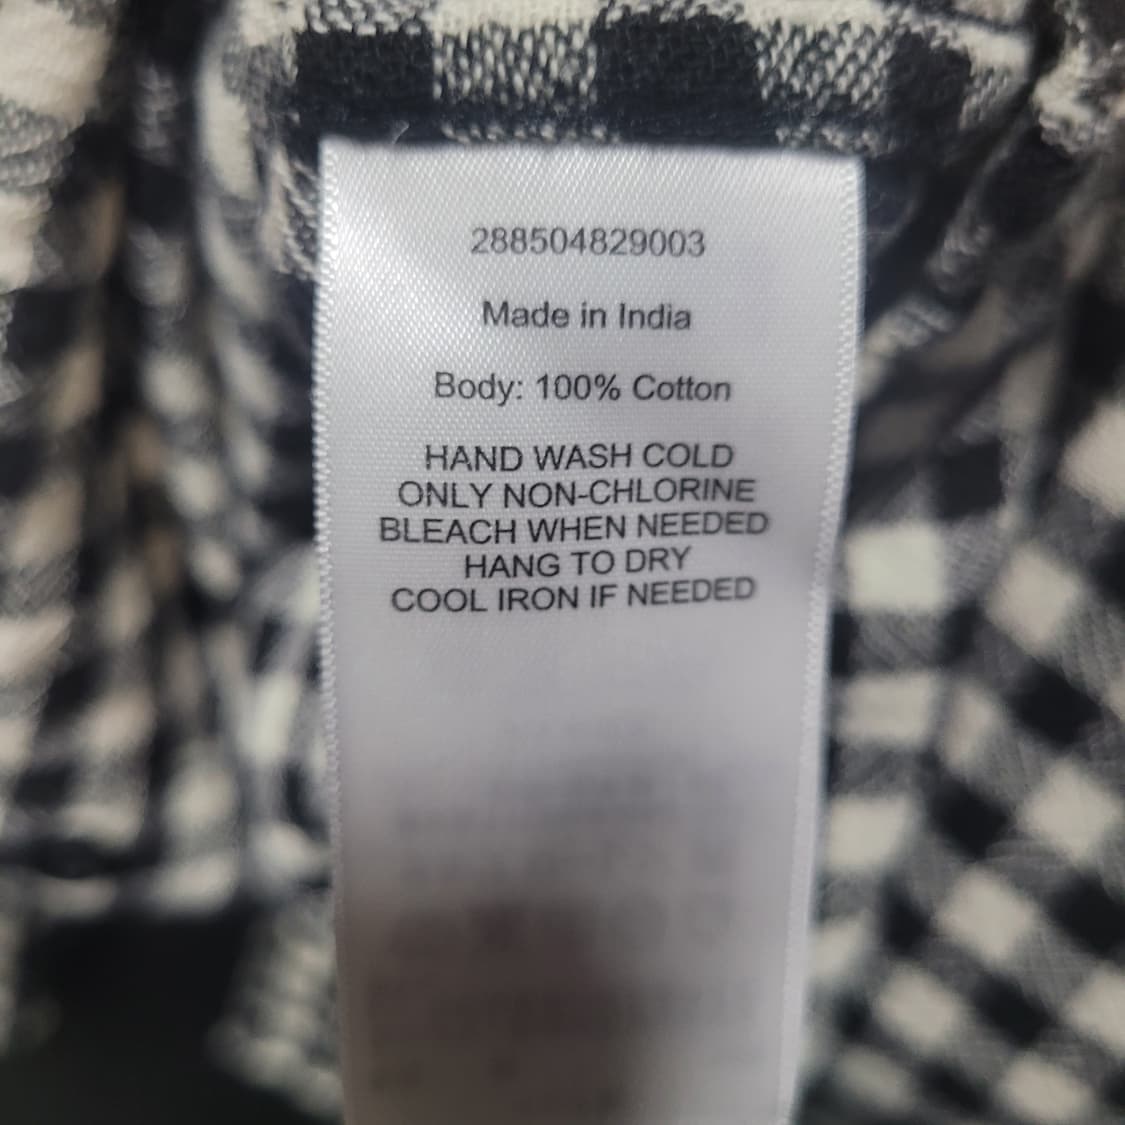 288504829003
Made in India
Body: 100% Cotton
HAND WASH COLD
ONLY NON-CHLORINE
BLEACH WHEN NEEDED
HANG TO DRY
COOL IRON IF NEEDED